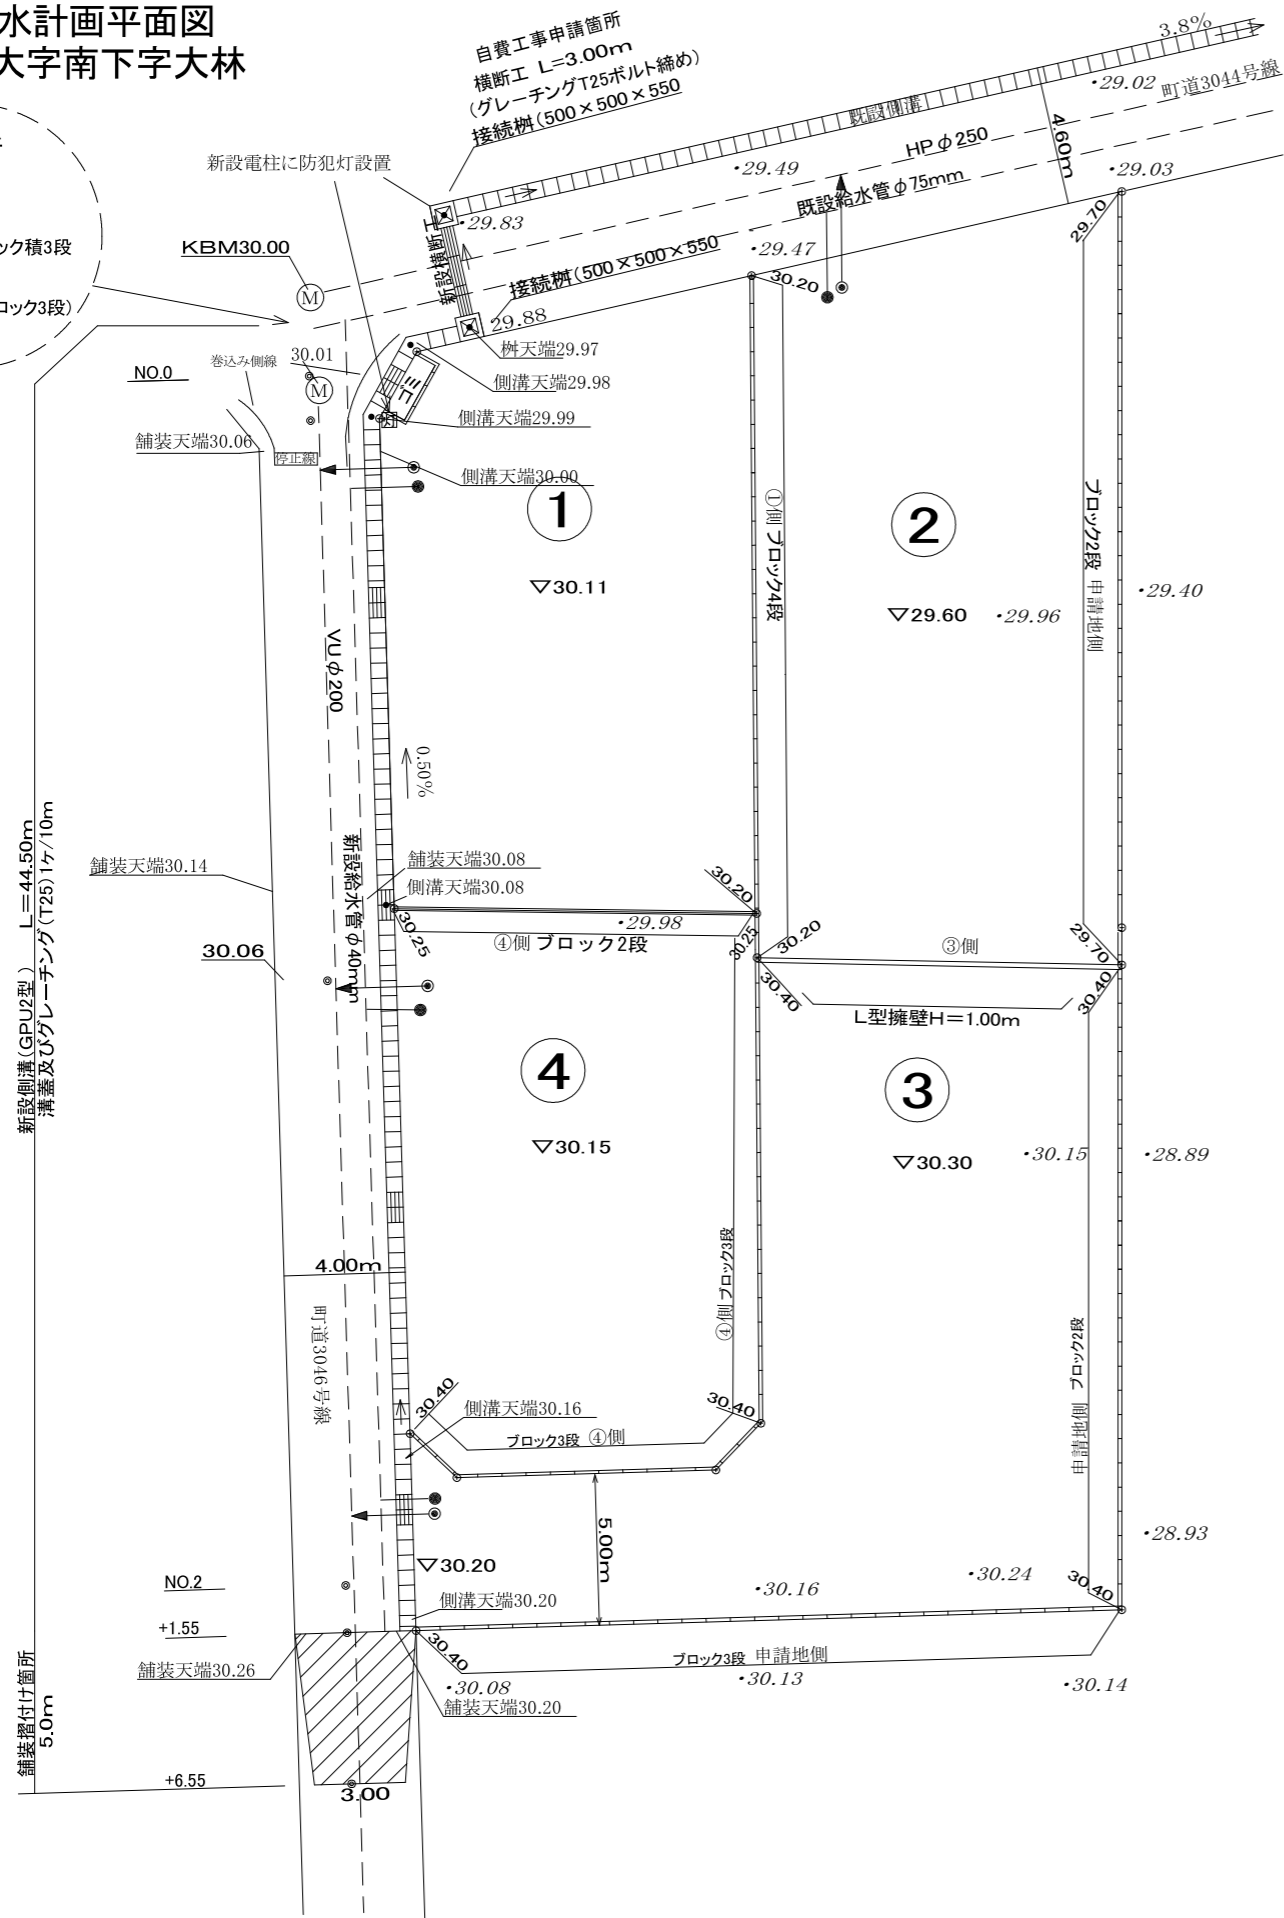 水計画平面図
大字南下字大林
自費工事申請箇所
横断工 L=3.00m
(グレーチングT25ボルト締め)
接続桝(500×500×550
3.8%
・29.02
町道3044号線
既設側溝
4.60m
HPφ250
・29.49
・29.03
既設給水管φ75mm
新設電柱に防犯灯設置
・29.83
29.70
ック積3段
KBM30.00
新設横断工
接続桝(500×500×550
・29.47
30.20
ロック3段)
M
29.88
桝天端29.97
巻込み側線
30.01
NO.0
M
ゴミ
側溝天端29.98
側溝天端29.99
舗装天端30.06
停止線
側溝天端30.00
①
▽30.11
①側 ブロック4段
②
▽29.60
・29.96
ブロック2段 申請地側
・29.40
VUφ200
0.50%
新設側溝(GPU2型) L=44.50m
溝蓋及びグレーチング(T25)1ケ/10m
新設給水管φ40mm
舗装天端30.14
舗装天端30.08
側溝天端30.08
30.20
30.25
・29.98
④側 ブロック2段
30.25
30.20
29.70
30.06
③側
30.40
30.40
L型擁壁H=1.00m
④
▽30.15
③
▽30.30
・30.15
・28.89
④側 ブロック3段
4.00m
町道3046号線
申請地側 ブロック2段
30.40
30.40
側溝天端30.16
ブロック3段 ④側
5.00m
・28.93
▽30.20
NO.2
・30.16
・30.24
30.40
+1.55
側溝天端30.20
30.40
ブロック3段 申請地側
舗装天端30.26
・30.08
・30.13
・30.14
舗装天端30.20
舗装摺付け箇所
5.0m
+6.55
3.00